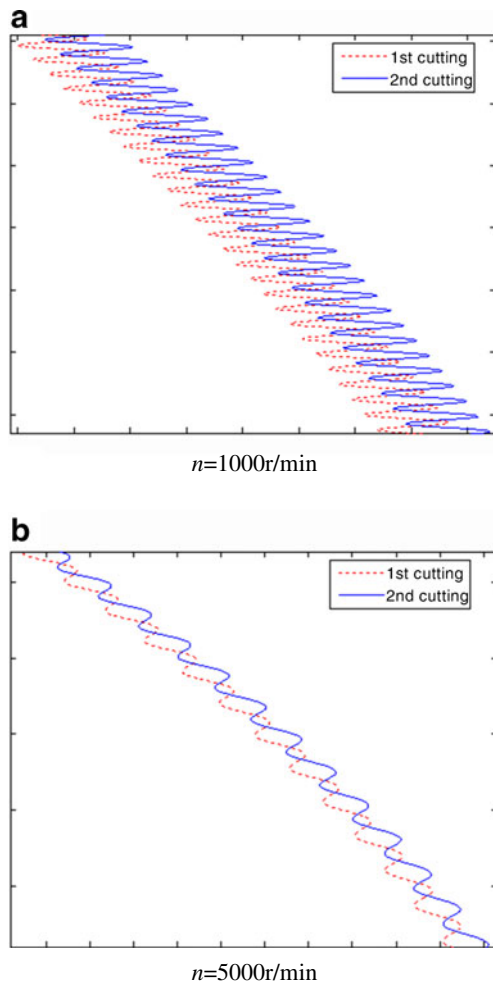 a
1st cutting
2nd cutting
n=1000r/min
b
1st cutting
2nd cutting
n=5000r/min